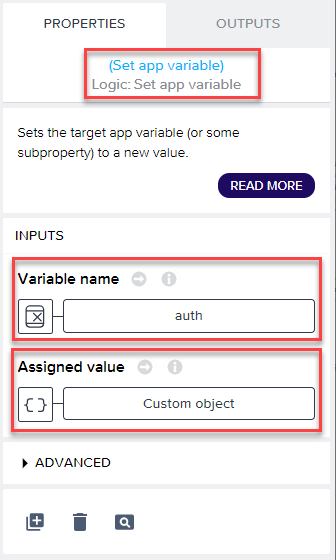 PROPERTIES
OUTPUTS
(Set app variable)
Logic: Set app variable
Sets the target app variable (or some
subproperty) to a new value.
READ MORE
INPUTS
Variable name
auth
Assigned value
Custom object
ADVANCED